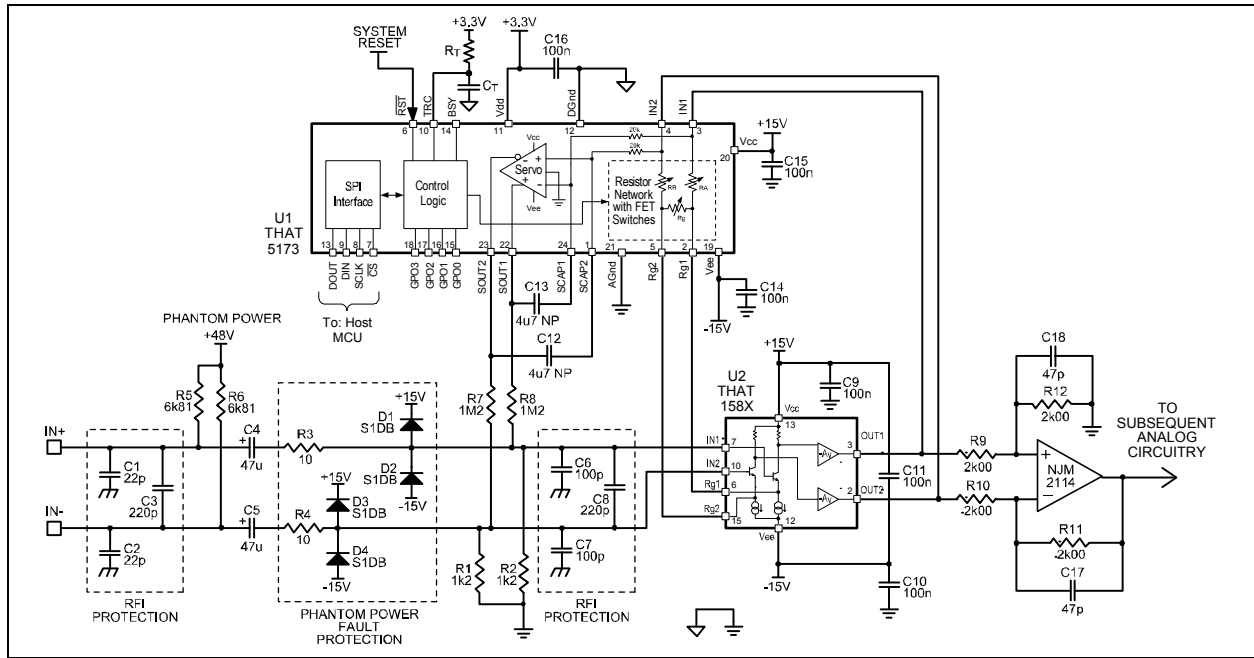 SYSTEM
RESET
+3.3V
RT
CT
+3.3V
C16
100n
RST
TRC
BSY
Vdd
DGnd
IN2
IN1
6
10
14
11
12
4
3
20k
20k
+15V
Vcc
20
C15
100n
SPI
Interface
Control
Logic
Vcc
Servo
Vee
Resistor
Network
with FET
Switches
RB
RA
Rg
U1
THAT
5173
13
9
8
7
18
17
16
15
23
22
24
1
21
5
2
19
DOUT
DIN
SCLK
CS
GPO3
GPO2
GPO1
GPO0
SOUT2
SOUT1
SCAP1
SCAP2
AGnd
Rg2
Rg1
Vee
To: Host
MCU
C13
4u7 NP
C12
4u7 NP
C14
100n
-15V
PHANTOM POWER
+48V
R5
6k81
R6
6k81
R7
1M2
R8
1M2
IN+
IN-
C1
22p
C2
22p
C3
220p
RFI
PROTECTION
C4
47u
C5
47u
R3
10
R4
10
+15V
D1
S1DB
D2
S1DB
-15V
+15V
D3
S1DB
D4
S1DB
-15V
PHANTOM POWER
FAULT
PROTECTION
R1
1k2
R2
1k2
C6
100p
C7
100p
C8
220p
RFI
PROTECTION
U2
THAT
158X
+15V
C9
100n
Vcc
13
IN1
7
IN2
10
Rg1
6
Rg2
15
OUT1
3
OUT2
2
Av
-Av
12
Vee
-15V
C11
100n
C10
100n
R9
2k00
R10
-2k00
C18
47p
R12
2k00
NJM
2114
R11
-2k00
C17
47p
TO
SUBSEQUENT
ANALOG
CIRCUITRY